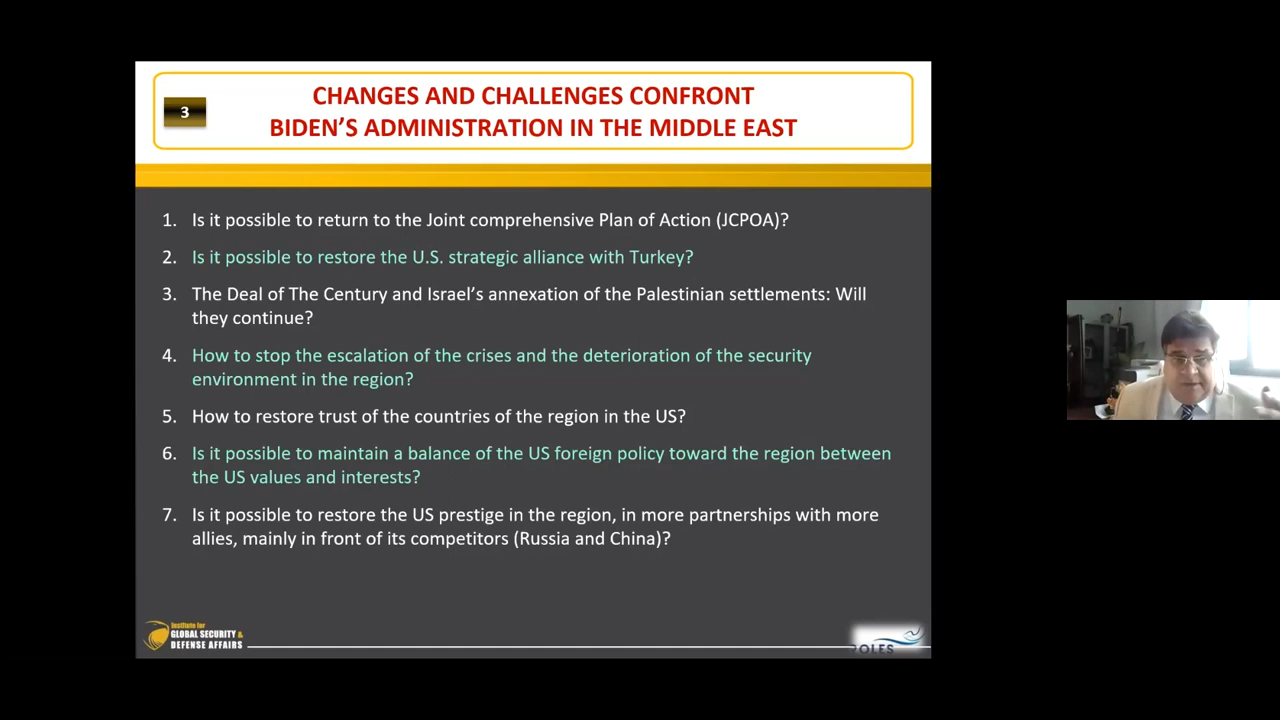 3
CHANGES AND CHALLENGES CONFRONT
BIDEN'S ADMINISTRATION IN THE MIDDLE EAST
1. Is it possible to return to the Joint comprehensive Plan of Action (JCPOA)?
2. Is it possible to restore the U.S. strategic alliance with Turkey?
3. The Deal of The Century and Israel's annexation of the Palestinian settlements: Will
they continue?
4. How to stop the escalation of the crises and the deterioration of the security
environment in the region?
5. How to restore trust of the countries of the region in the US?
6. Is it possible to maintain a balance of the US foreign policy toward the region between
the US values and interests?
7. Is it possible to restore the US prestige in the region, in more partnerships with more
allies, mainly in front of its competitors (Russia and China)?
Institute for
GLOBAL SECURITY &
DEFENSE AFFAIRS